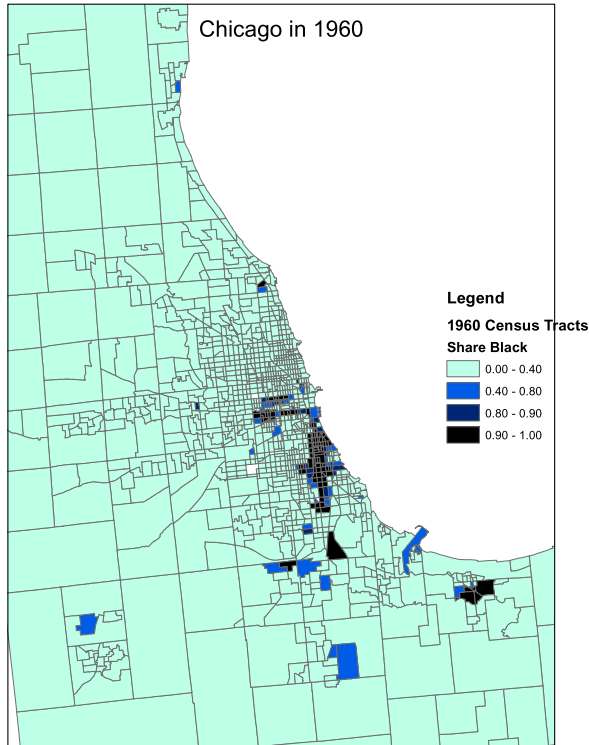 Chicago in 1960
Legend
1960 Census Tracts
Share Black
0.00 - 0.40
0.40 - 0.80
0.80 - 0.90
0.90 - 1.00